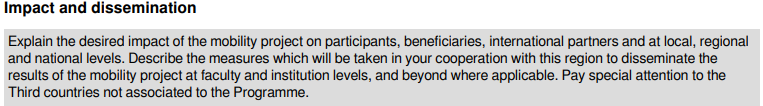 Impact and dissemination
Explain the desired impact of the mobility project on participants, beneficiaries, international partners and at local, regional
and national levels. Describe the measures which will be taken in your cooperation with this region to disseminate the
results of the mobility project at faculty and institution levels, and beyond where applicable. Pay special attention to the
Third countries not associated to the Programme.